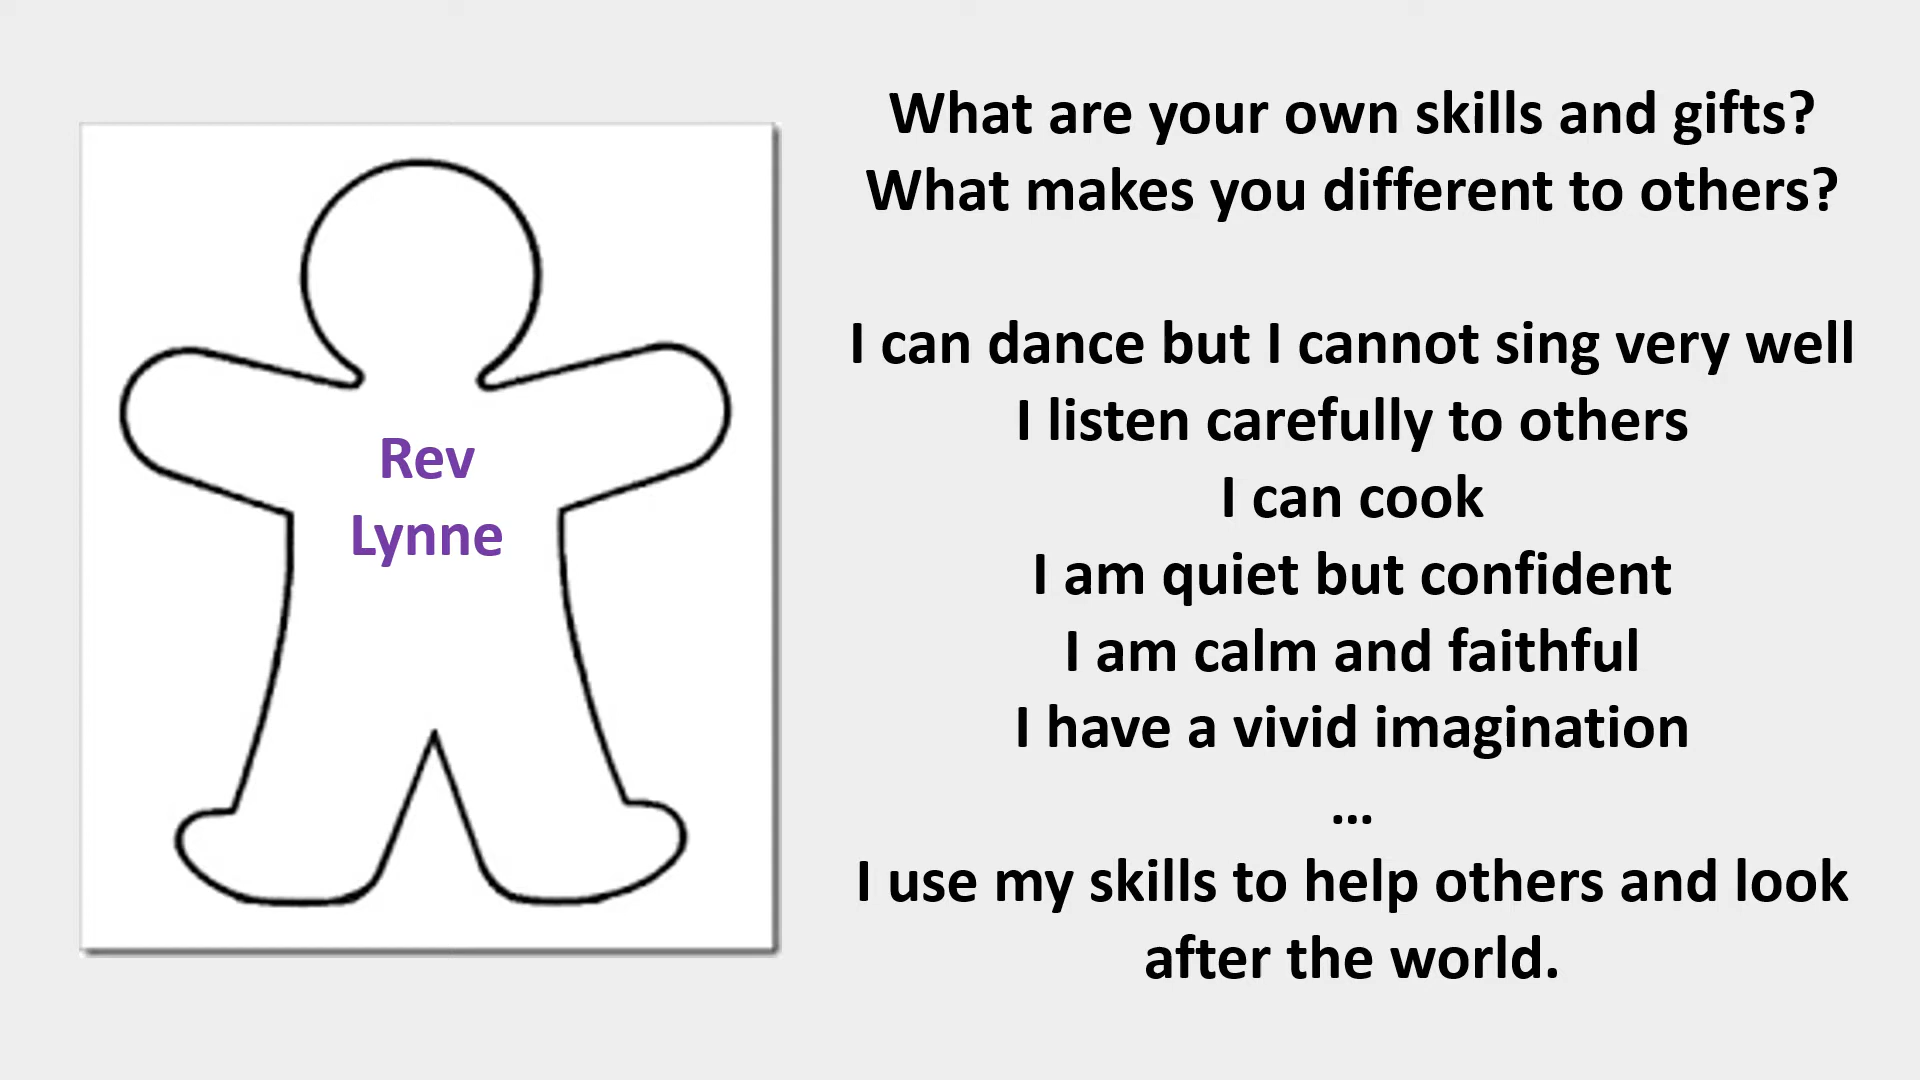 Rev
Lynne
What are your own skills and gifts?
What makes you different to others?
I can dance but I cannot sing very well
I listen carefully to others
I can cook
I am quiet but confident
I am calm and faithful
I have a vivid imagination
...
I use my skills to help others and look
after the world.